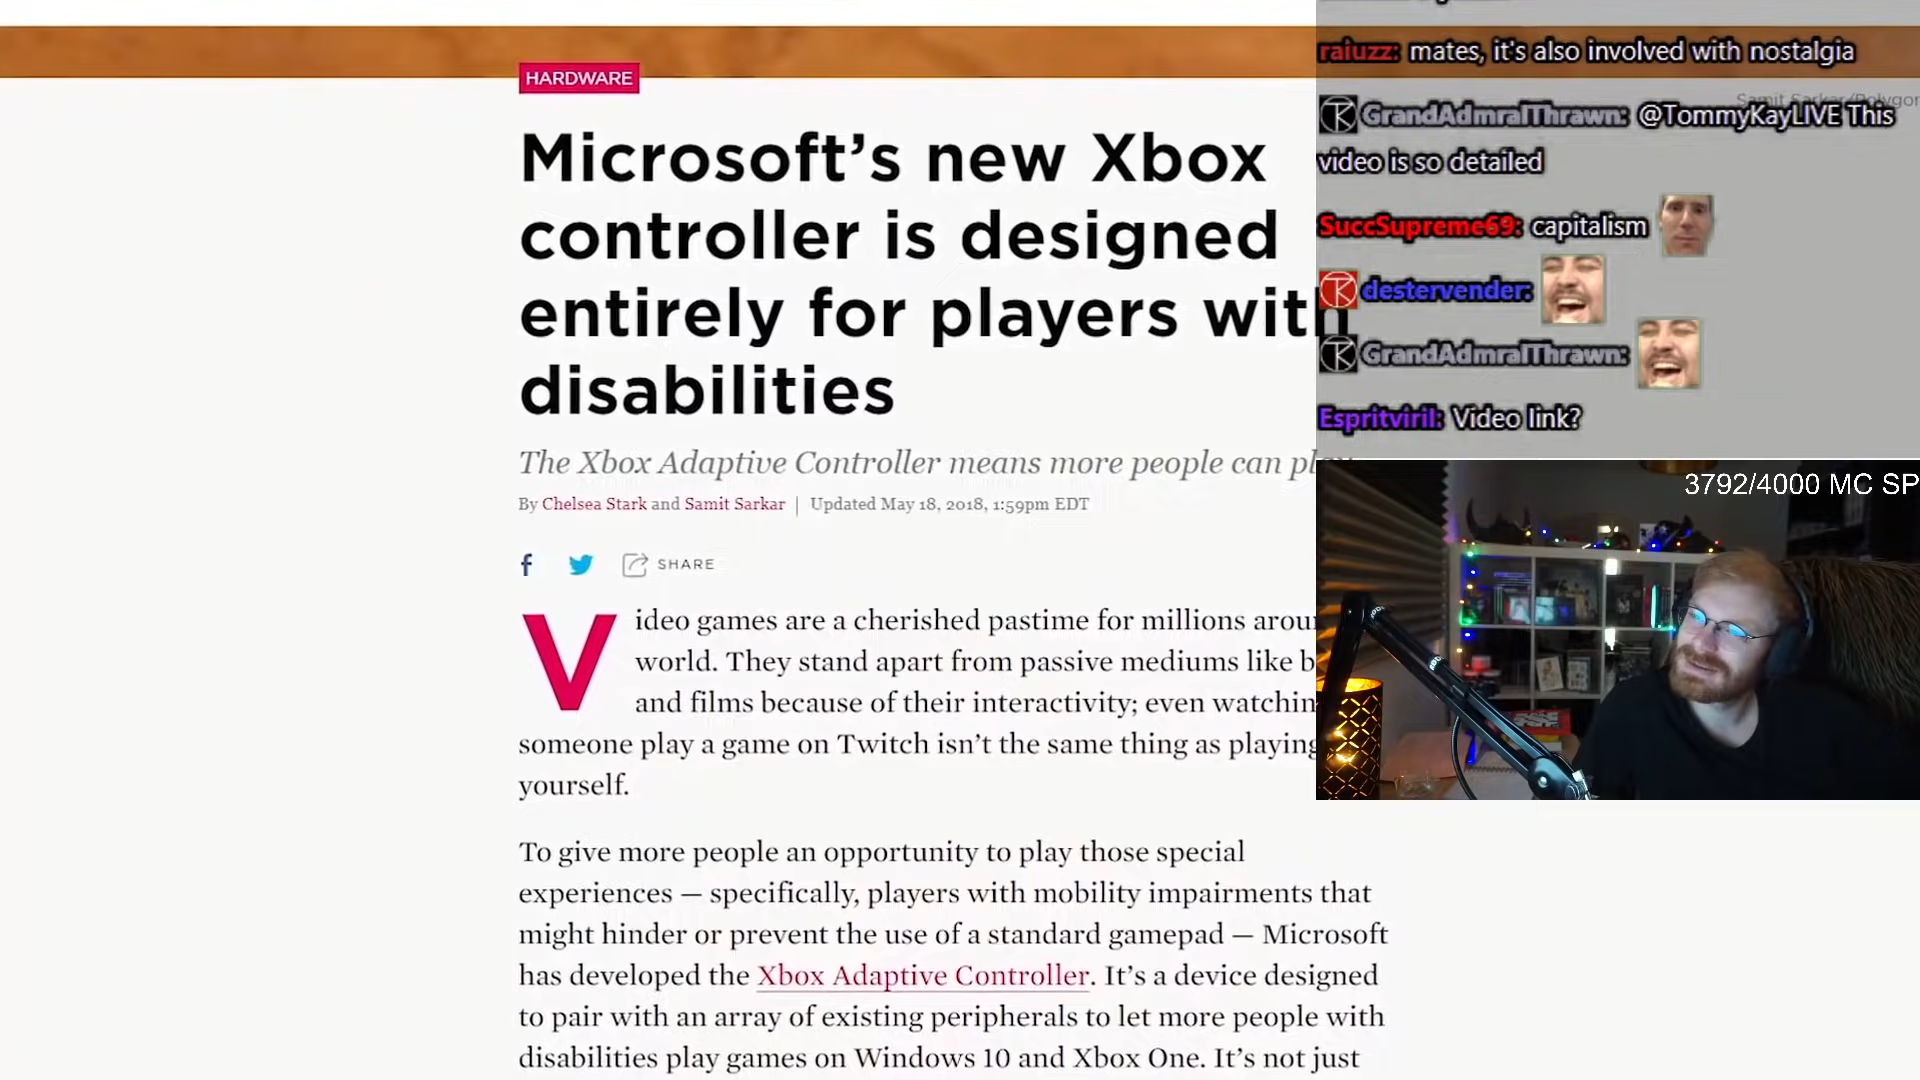 HARDWARE
Microsoft’s new Xbox
controller is designed
entirely for players with
disabilities
The Xbox Adaptive Controller means more people can
By Chelsea Stark and Samit Sarkar | Updated May 18, 2018, 1:59pm EDT
f SHARE
Video games are a cherished pastime for millions
world. They stand apart from passive mediums like
and films because of their interactivity; even
someone play a game on Twitch isn’t the same thing as playing
yourself.
To give more people an opportunity to play those special
experiences — specifically, players with mobility impairments that
might hinder or prevent the use of a standard gamepad — Microsoft
has developed the Xbox Adaptive Controller. It’s a device designed
to pair with an array of existing peripherals to let more people with
disabilities play games on Windows 10 and Xbox One. It’s not just
raiuzz: mates, it's also involved with nostalgia
Samit Sarkar/Polygon
GrandAdmralThrawn: @TommyKayLIVE This
video is so detailed
SuccSupreme69: capitalism
destervender:
GrandAdmralThrawn:
Espritviril: Video link?
3792/4000 MC SP